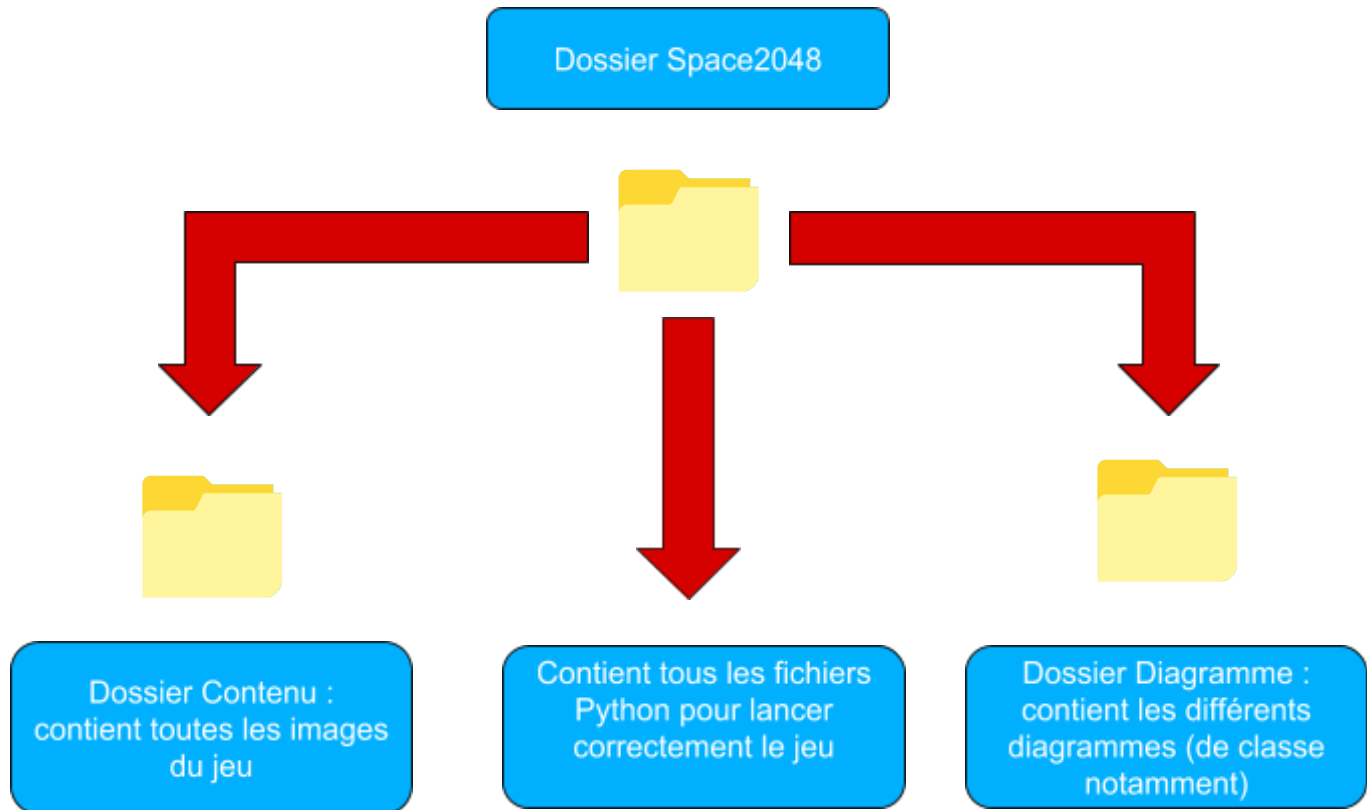 Dossier Space2048
Dossier Contenu :
contient toutes les images
du jeu
Contient tous les fichiers
Python pour lancer
correctement le jeu
Dossier Diagramme :
contient les différents
diagrammes (de classe
notamment)